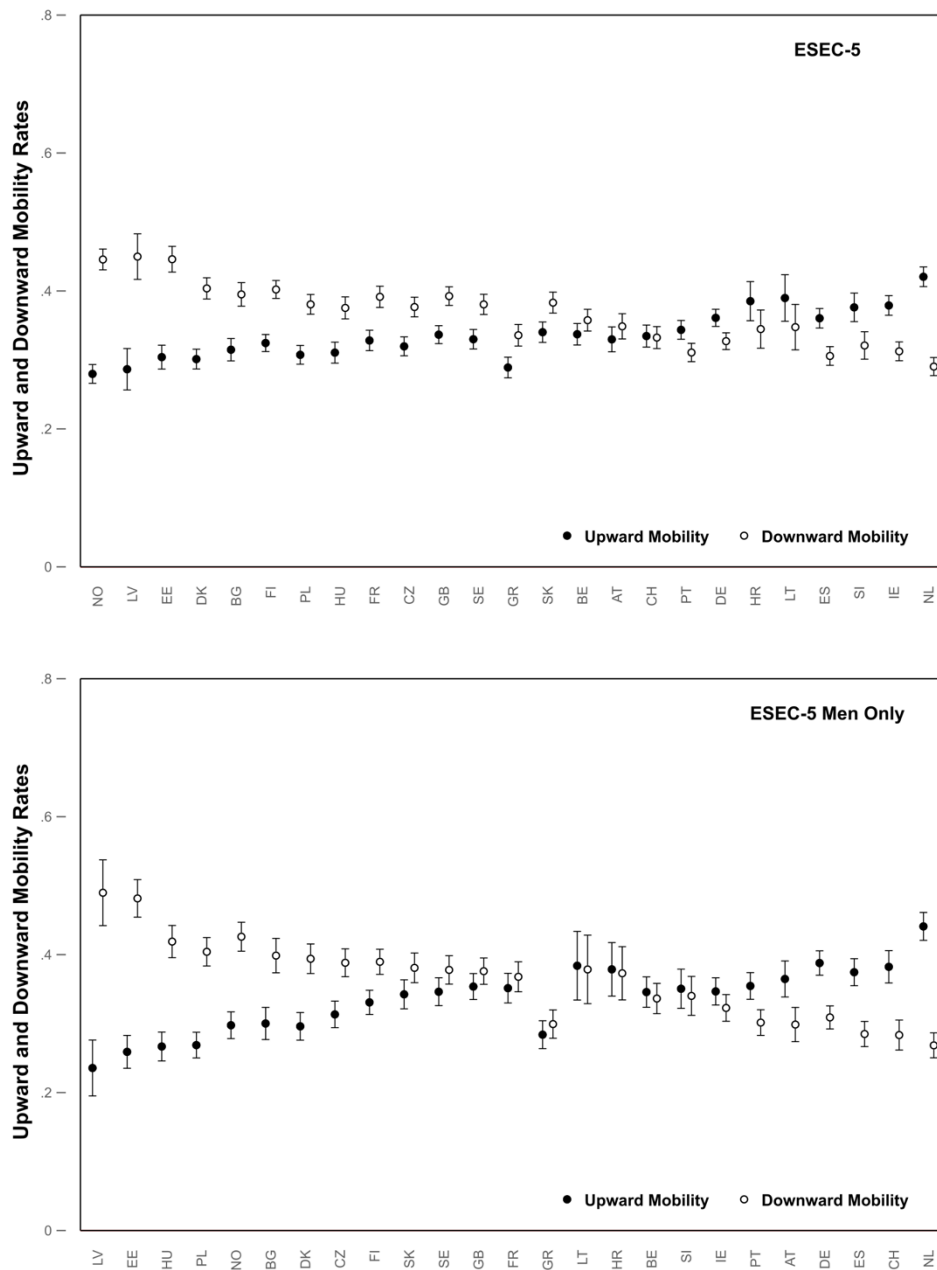 .8
ESEC-5
.6
.4
.2
0
Upward and Downward Mobility Rates
Upward Mobility Downward Mobility
NO LV EE DK BG FI PL HU FR CZ GB SE GR SK BE AT CH PT DE HR LT ES SI IE NL
.8
ESEC-5 Men Only
.6
.4
.2
0
Upward and Downward Mobility Rates
Upward Mobility Downward Mobility
LV EE HU PL NO BG DK CZ FI SK SE GB FR GR LT HR BE SI IE PT AT DE ES CH NL